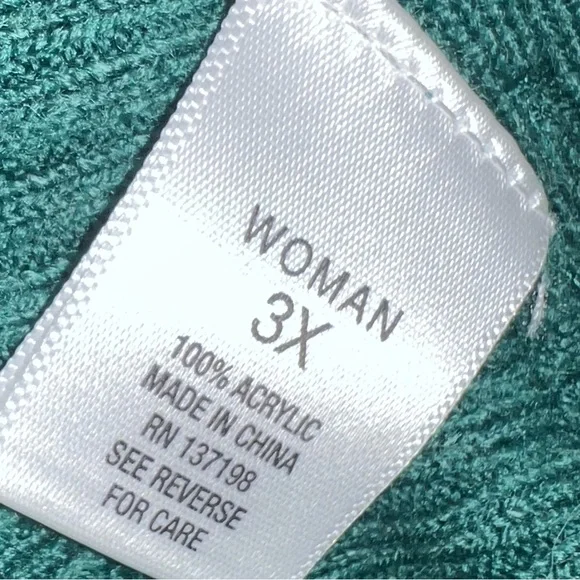 WOMAN
3X
100% ACRYLIC
MADE IN CHINA
RN 137198
SEE REVERSE
FOR CARE